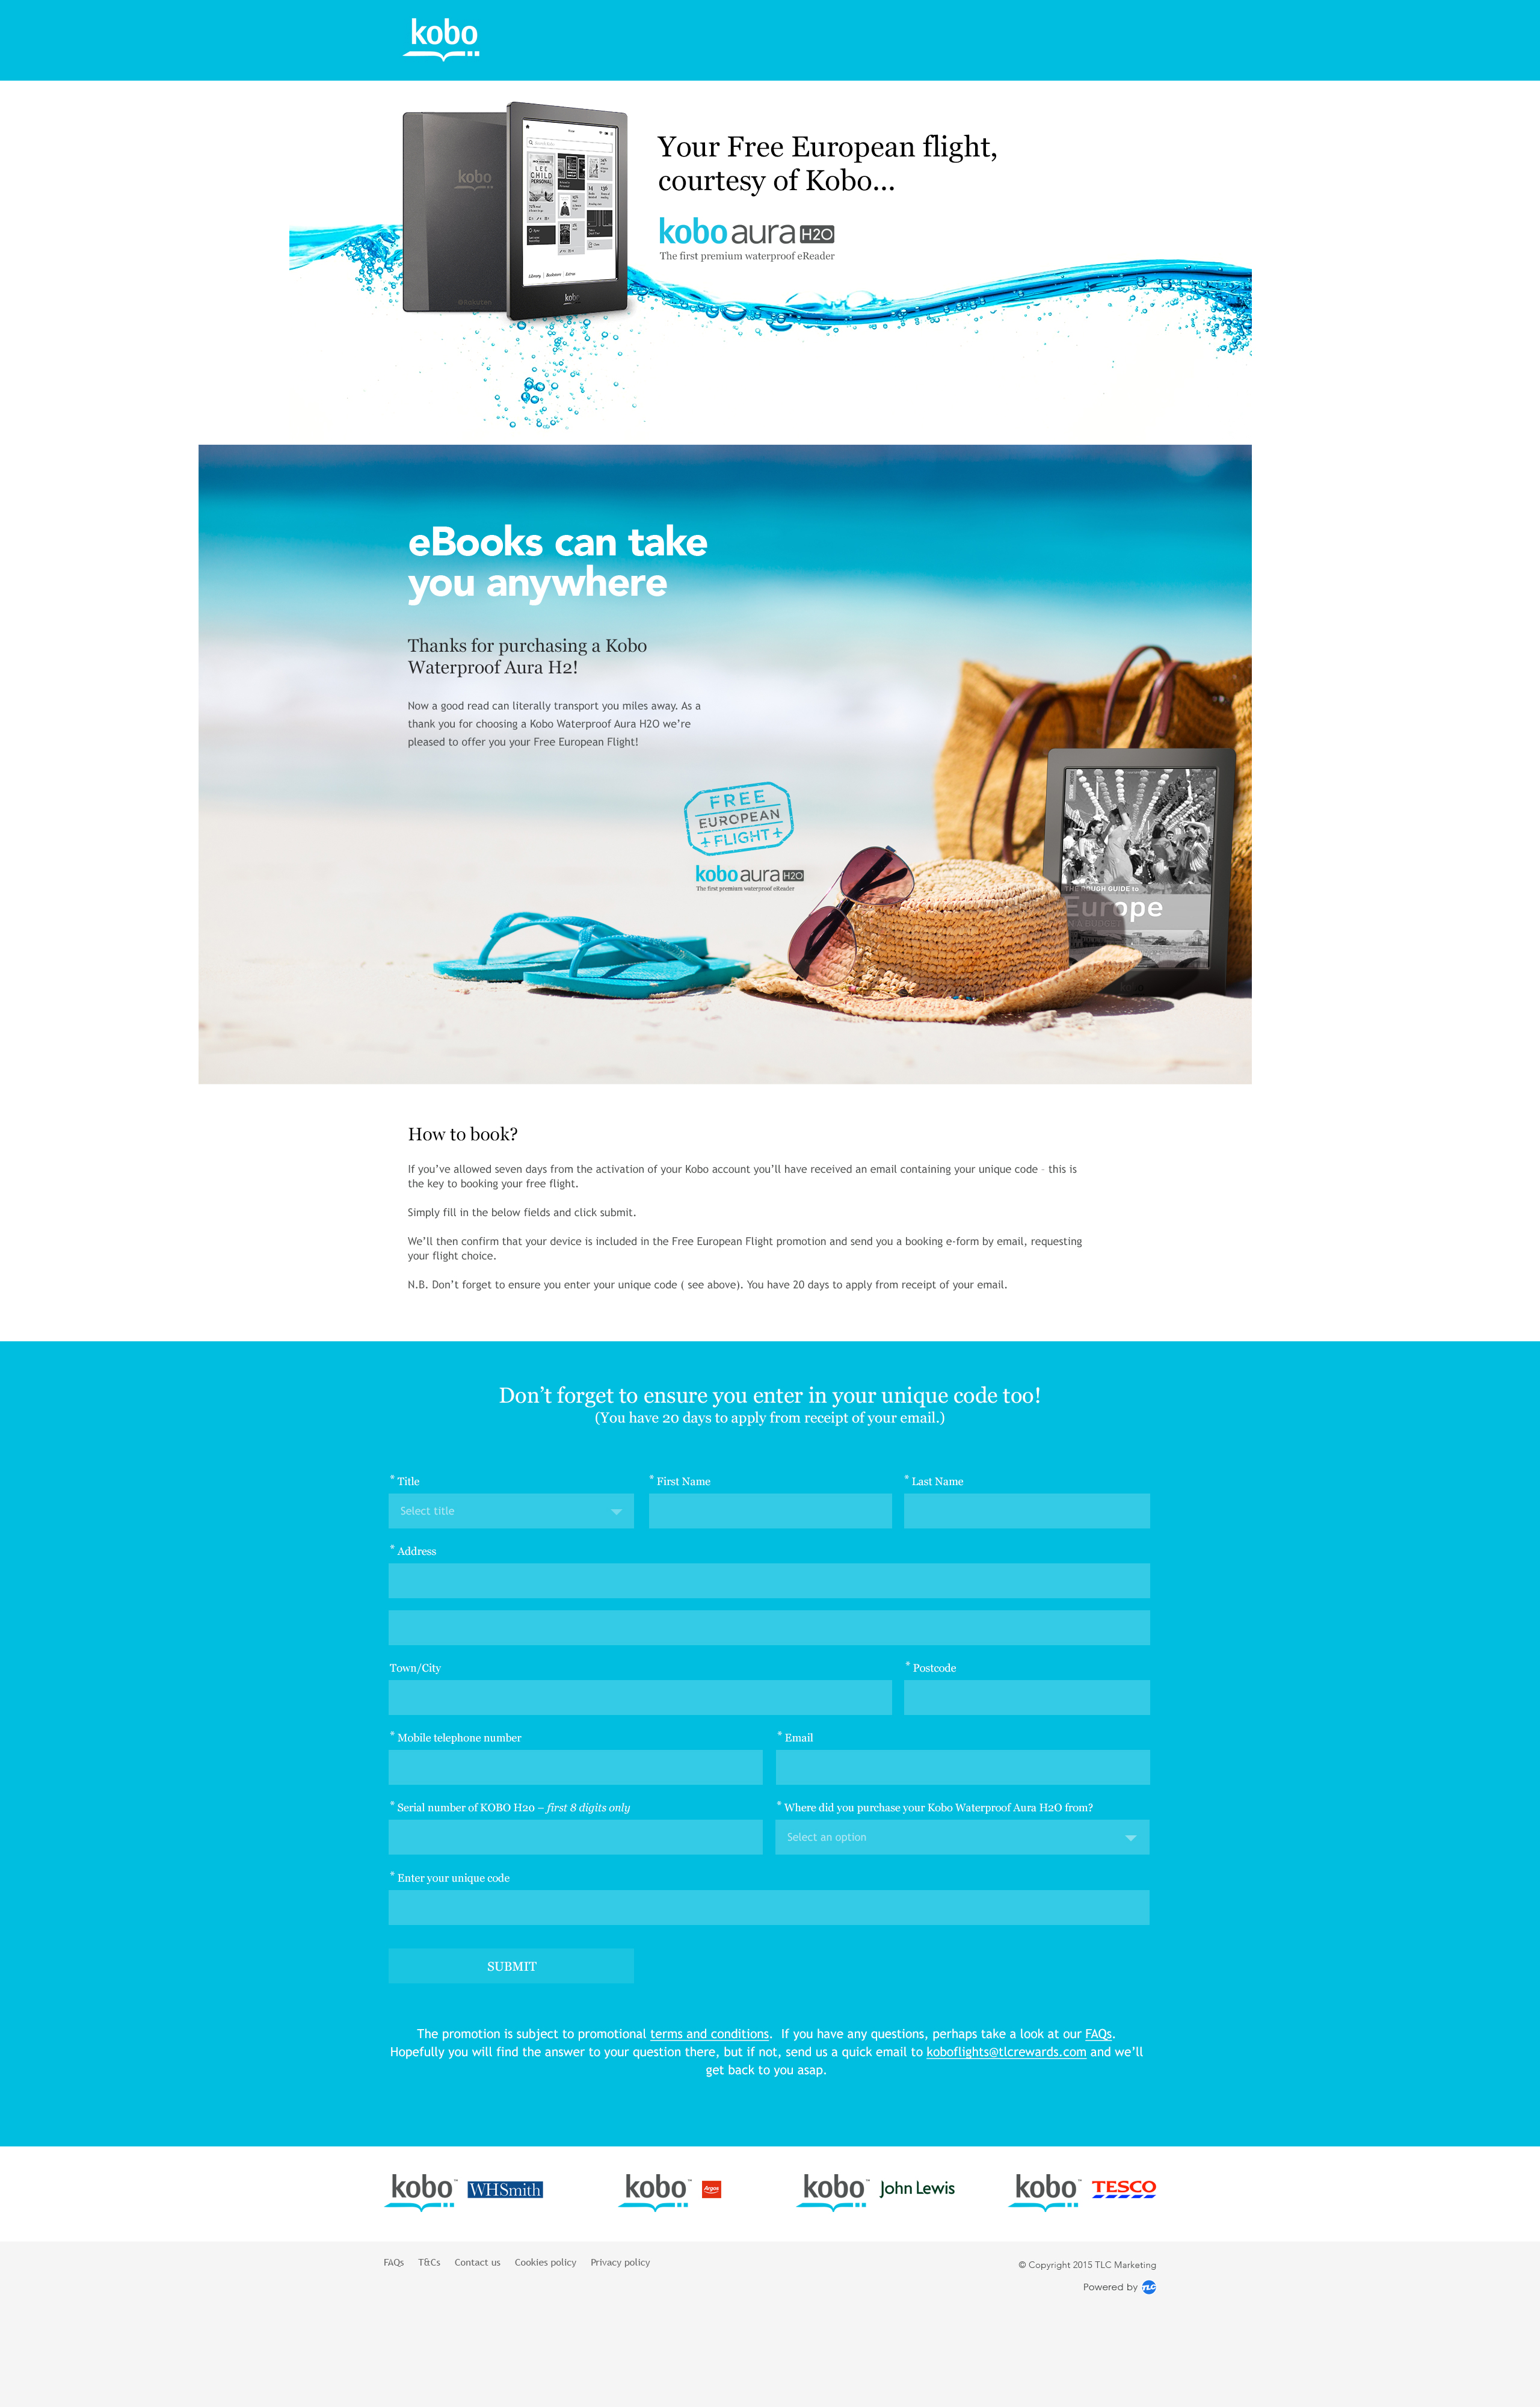 kobo
kobo
LEE
CHILD
PERSONAL
Library
Bookstore
Extras
Rakuten
kobo
Your Free European flight,
courtesy of Kobo...
kobo aura H2O
The first premium waterproof eReader
eBooks can take
you anywhere
Thanks for purchasing a Kobo
Waterproof Aura H2!
Now a good read can literally transport you miles away. As a
thank you for choosing a Kobo Waterproof Aura H2O we're
pleased to offer you your Free European Flight!
FREE
EUROPEAN
+FLIGHT+
kobo aura H2O
The first premium waterproof eReader
THE ROUGH GUIDE to
Europe
ON A BUDGET
kobo
How to book?
If you've allowed seven days from the activation of your Kobo account you'll have received an email containing your unique code - this is
the key to booking your free flight.
Simply fill in the below fields and click submit.
We'll then confirm that your device is included in the Free European Flight promotion and send you a booking e-form by email, requesting
your flight choice.
N.B. Don't forget to ensure you enter your unique code ( see above). You have 20 days to apply from receipt of your email.
Don't forget to ensure you enter in your unique code too!
(You have 20 days to apply from receipt of your email.)
* Title
* First Name
* Last Name
Select title
* Address
Town/City
* Postcode
* Mobile telephone number
* Email
* Serial number of KOBO H20 – first 8 digits only
* Where did you purchase your Kobo Waterproof Aura H2O from?
Select an option
* Enter your unique code
SUBMIT
The promotion is subject to promotional terms and conditions. If you have any questions, perhaps take a look at our FAQs.
Hopefully you will find the answer to your question there, but if not, send us a quick email to koboflights@tlcrewards.com and we'll
get back to you asap.
kobo™ WHSmith
kobo™ Argos
kobo™ John Lewis
kobo™ TESCO
FAQs T&Cs Contact us Cookies policy Privacy policy
© Copyright 2015 TLC Marketing
Powered by TLC